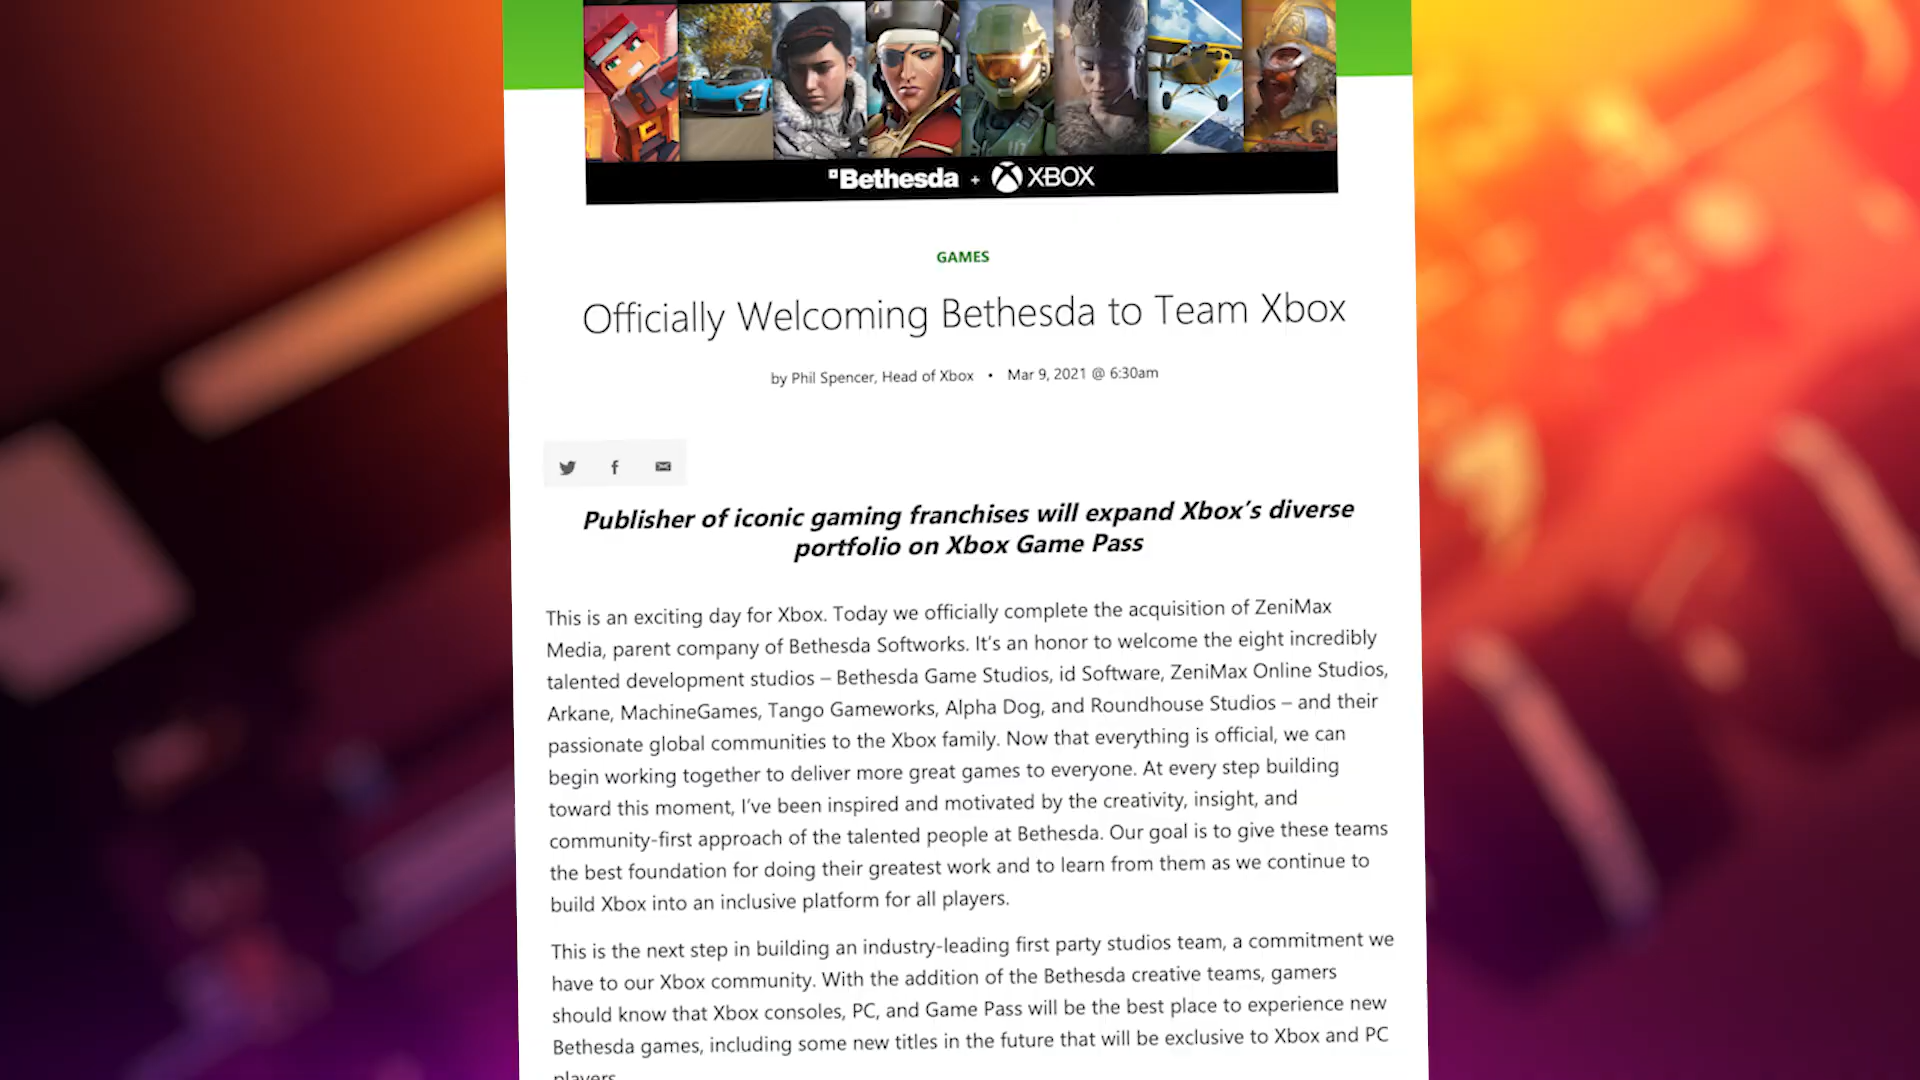 Bethesda + XBOX
GAMES
Officially Welcoming Bethesda to Team Xbox
by Phil Spencer, Head of Xbox • Mar 9, 2021 @ 6:30am
Publisher of iconic gaming franchises will expand Xbox's diverse
portfolio on Xbox Game Pass
This is an exciting day for Xbox. Today we officially complete the acquisition of ZeniMax
Media, parent company of Bethesda Softworks. It's an honor to welcome the eight incredibly
talented development studios – Bethesda Game Studios, id Software, ZeniMax Online Studios,
Arkane, MachineGames, Tango Gameworks, Alpha Dog, and Roundhouse Studios – and their
passionate global communities to the Xbox family. Now that everything is official, we can
begin working together to deliver more great games to everyone. At every step building
toward this moment, I've been inspired and motivated by the creativity, insight, and
community-first approach of the talented people at Bethesda. Our goal is to give these teams
the best foundation for doing their greatest work and to learn from them as we continue to
build Xbox into an inclusive platform for all players.
This is the next step in building an industry-leading first party studios team, a commitment we
have to our Xbox community. With the addition of the Bethesda creative teams, gamers
should know that Xbox consoles, PC, and Game Pass will be the best place to experience new
Bethesda games, including some new titles in the future that will be exclusive to Xbox and PC
players.